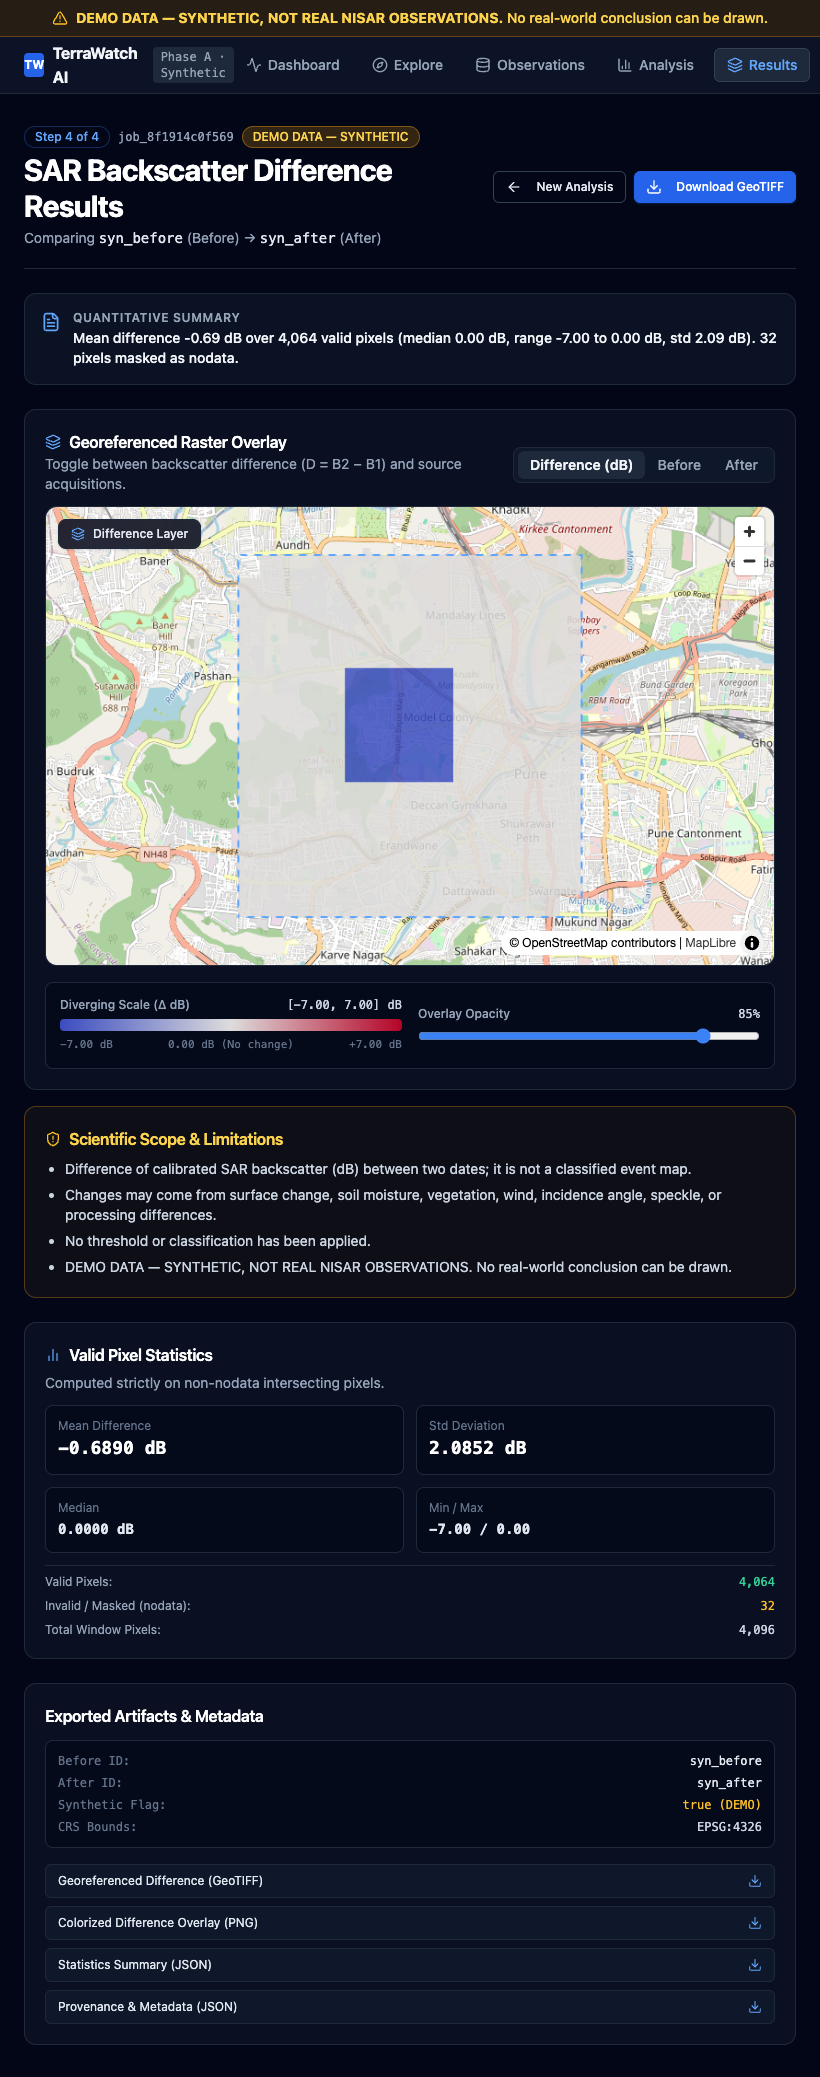 DEMO DATA — SYNTHETIC, NOT REAL NISAR OBSERVATIONS. No real-world conclusion can be drawn.
TW
TerraWatch
AI
Phase A ·
Synthetic
Dashboard
Explore
Observations
Analysis
Results
Step 4 of 4
job_8f1914c0f569
DEMO DATA — SYNTHETIC
SAR Backscatter Difference
Results
New Analysis
Download GeoTIFF
Comparing syn_before (Before) → syn_after (After)
QUANTITATIVE SUMMARY
Mean difference -0.69 dB over 4,064 valid pixels (median 0.00 dB, range -7.00 to 0.00 dB, std 2.09 dB). 32
pixels masked as nodata.
Georeferenced Raster Overlay
Toggle between backscatter difference (D = B2 − B1) and source
acquisitions.
Difference (dB)
Before
After
Difference Layer
Khadki
Kirkee Cantonment
Aundh
Baner
Baner
Hill
678 m
Mandalay Lines
Bombay
Sappers
Loop Road
Nagar Road
Sangamwadi Road
Pashan
Sutarwadi
Hill
688 m
Bund Garden
RBM Road
Koregaon
Park
Model Colony
n Budruk
Pune
Deccan Gymkhana
Shukrawar
Peth
Pune Cantonment
Erandwane
Bavdhan
NH48
Solapur Road
Dattawadi
Mutha Right Bank Canal
Mukund Nagar
Karve Nagar
Sahakar
© OpenStreetMap contributors | MapLibre
Diverging Scale (Δ dB)
[−7.00, 7.00] dB
−7.00 dB
0.00 dB (No change)
+7.00 dB
Overlay Opacity
85%
Scientific Scope & Limitations
• Difference of calibrated SAR backscatter (dB) between two dates; it is not a classified event map.
• Changes may come from surface change, soil moisture, vegetation, wind, incidence angle, speckle, or
processing differences.
• No threshold or classification has been applied.
• DEMO DATA — SYNTHETIC, NOT REAL NISAR OBSERVATIONS. No real-world conclusion can be drawn.
Valid Pixel Statistics
Computed strictly on non-nodata intersecting pixels.
Mean Difference
−0.6890 dB
Std Deviation
2.0852 dB
Median
0.0000 dB
Min / Max
−7.00 / 0.00
Valid Pixels:
4,064
Invalid / Masked (nodata):
32
Total Window Pixels:
4,096
Exported Artifacts & Metadata
Before ID:
syn_before
After ID:
syn_after
Synthetic Flag:
true (DEMO)
CRS Bounds:
EPSG:4326
Georeferenced Difference (GeoTIFF)
Colorized Difference Overlay (PNG)
Statistics Summary (JSON)
Provenance & Metadata (JSON)